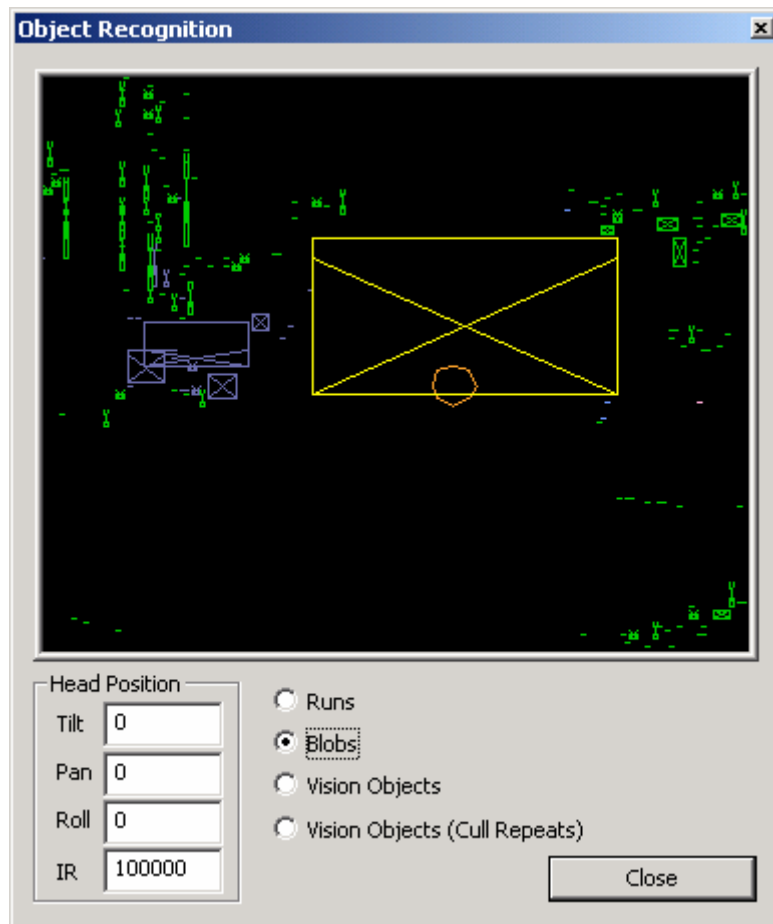 Object Recognition
Head Position
Tilt 0
Pan 0
Roll 0
IR 100000
Runs
Blobs
Vision Objects
Vision Objects (Cull Repeats)
Close